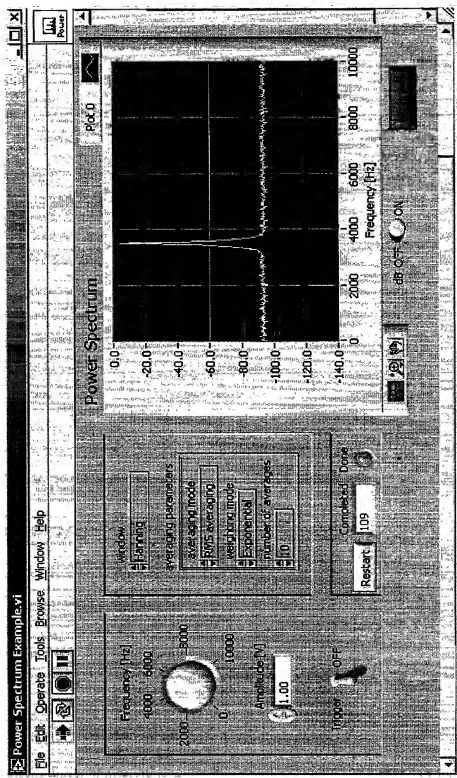 Power Spectrum Example.vi
File Edit Operate Tools Browse Window Help
Power
Frequency [Hz]
4000 6000
2000 8000
0 10000
Amplitude [V]
1.00
Trigger OFF
window
Hanning
averaging parameters
averaging mode
RMS averaging
weighting mode
Exponential
number of averages
10
Restart
Completed
109
Done
Power Spectrum
Plot 0
0.0
-20.0
-40.0
-60.0
-80.0
-100.0
-120.0
-140.0
0 2000 4000 6000 8000 10000
Frequency [Hz]
dB OFF ON